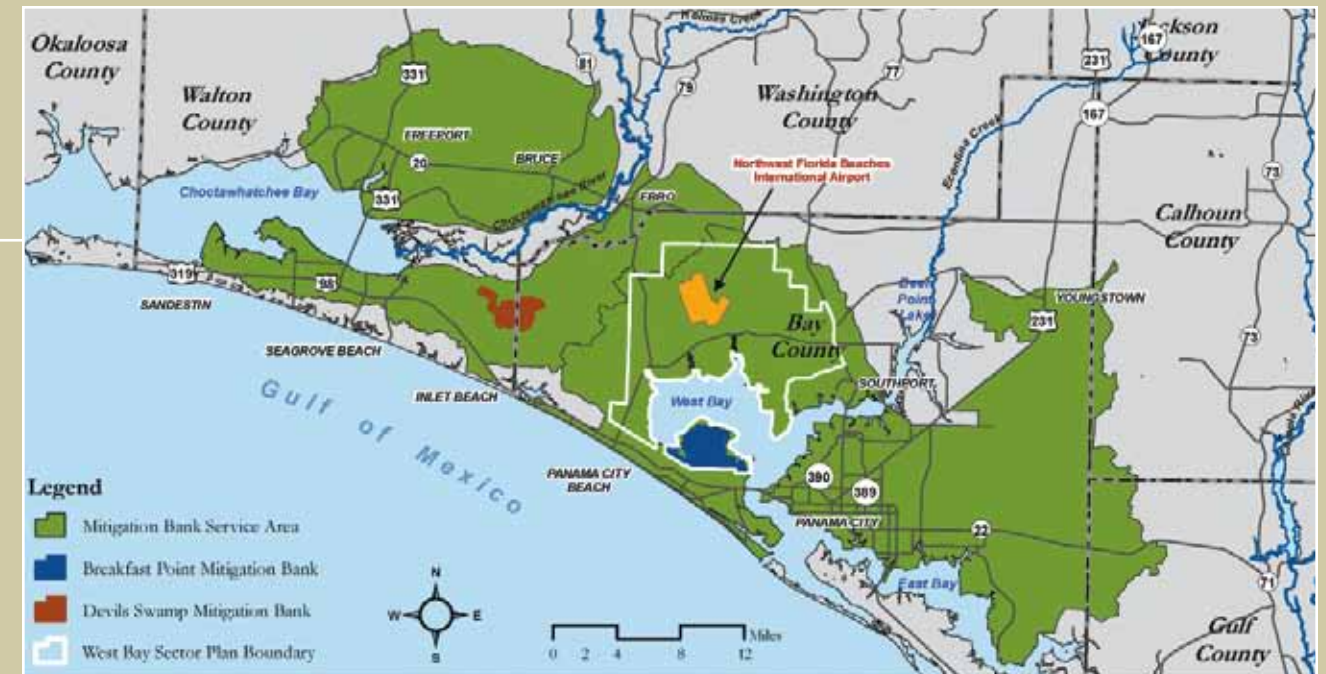 Okaloosa
County
Walton
County
331
81
Holmes Creek
79
77
Washington
County
231
167
Jackson
County
167
FREEPORT
20
BRUCE
Choctawhatchee River
EBRO
Northwest Florida Beaches
International Airport
Econfina Creek
73
Calhoun
County
Choctawhatchee Bay
331
319
98
SANDESTIN
SEAGROVE BEACH
INLET BEACH
Deer
Point
Lake
YOUNGSTOWN
231
Bay
County
73
SOUTHPORT
West Bay
Gulf of Mexico
PANAMA CITY
BEACH
390
389
PANAMA CITY
22
East Bay
71
Gulf
County
Legend
Mitigation Bank Service Area
Breakfast Point Mitigation Bank
Devils Swamp Mitigation Bank
West Bay Sector Plan Boundary
N
W E
S
Miles
0 2 4 8 12